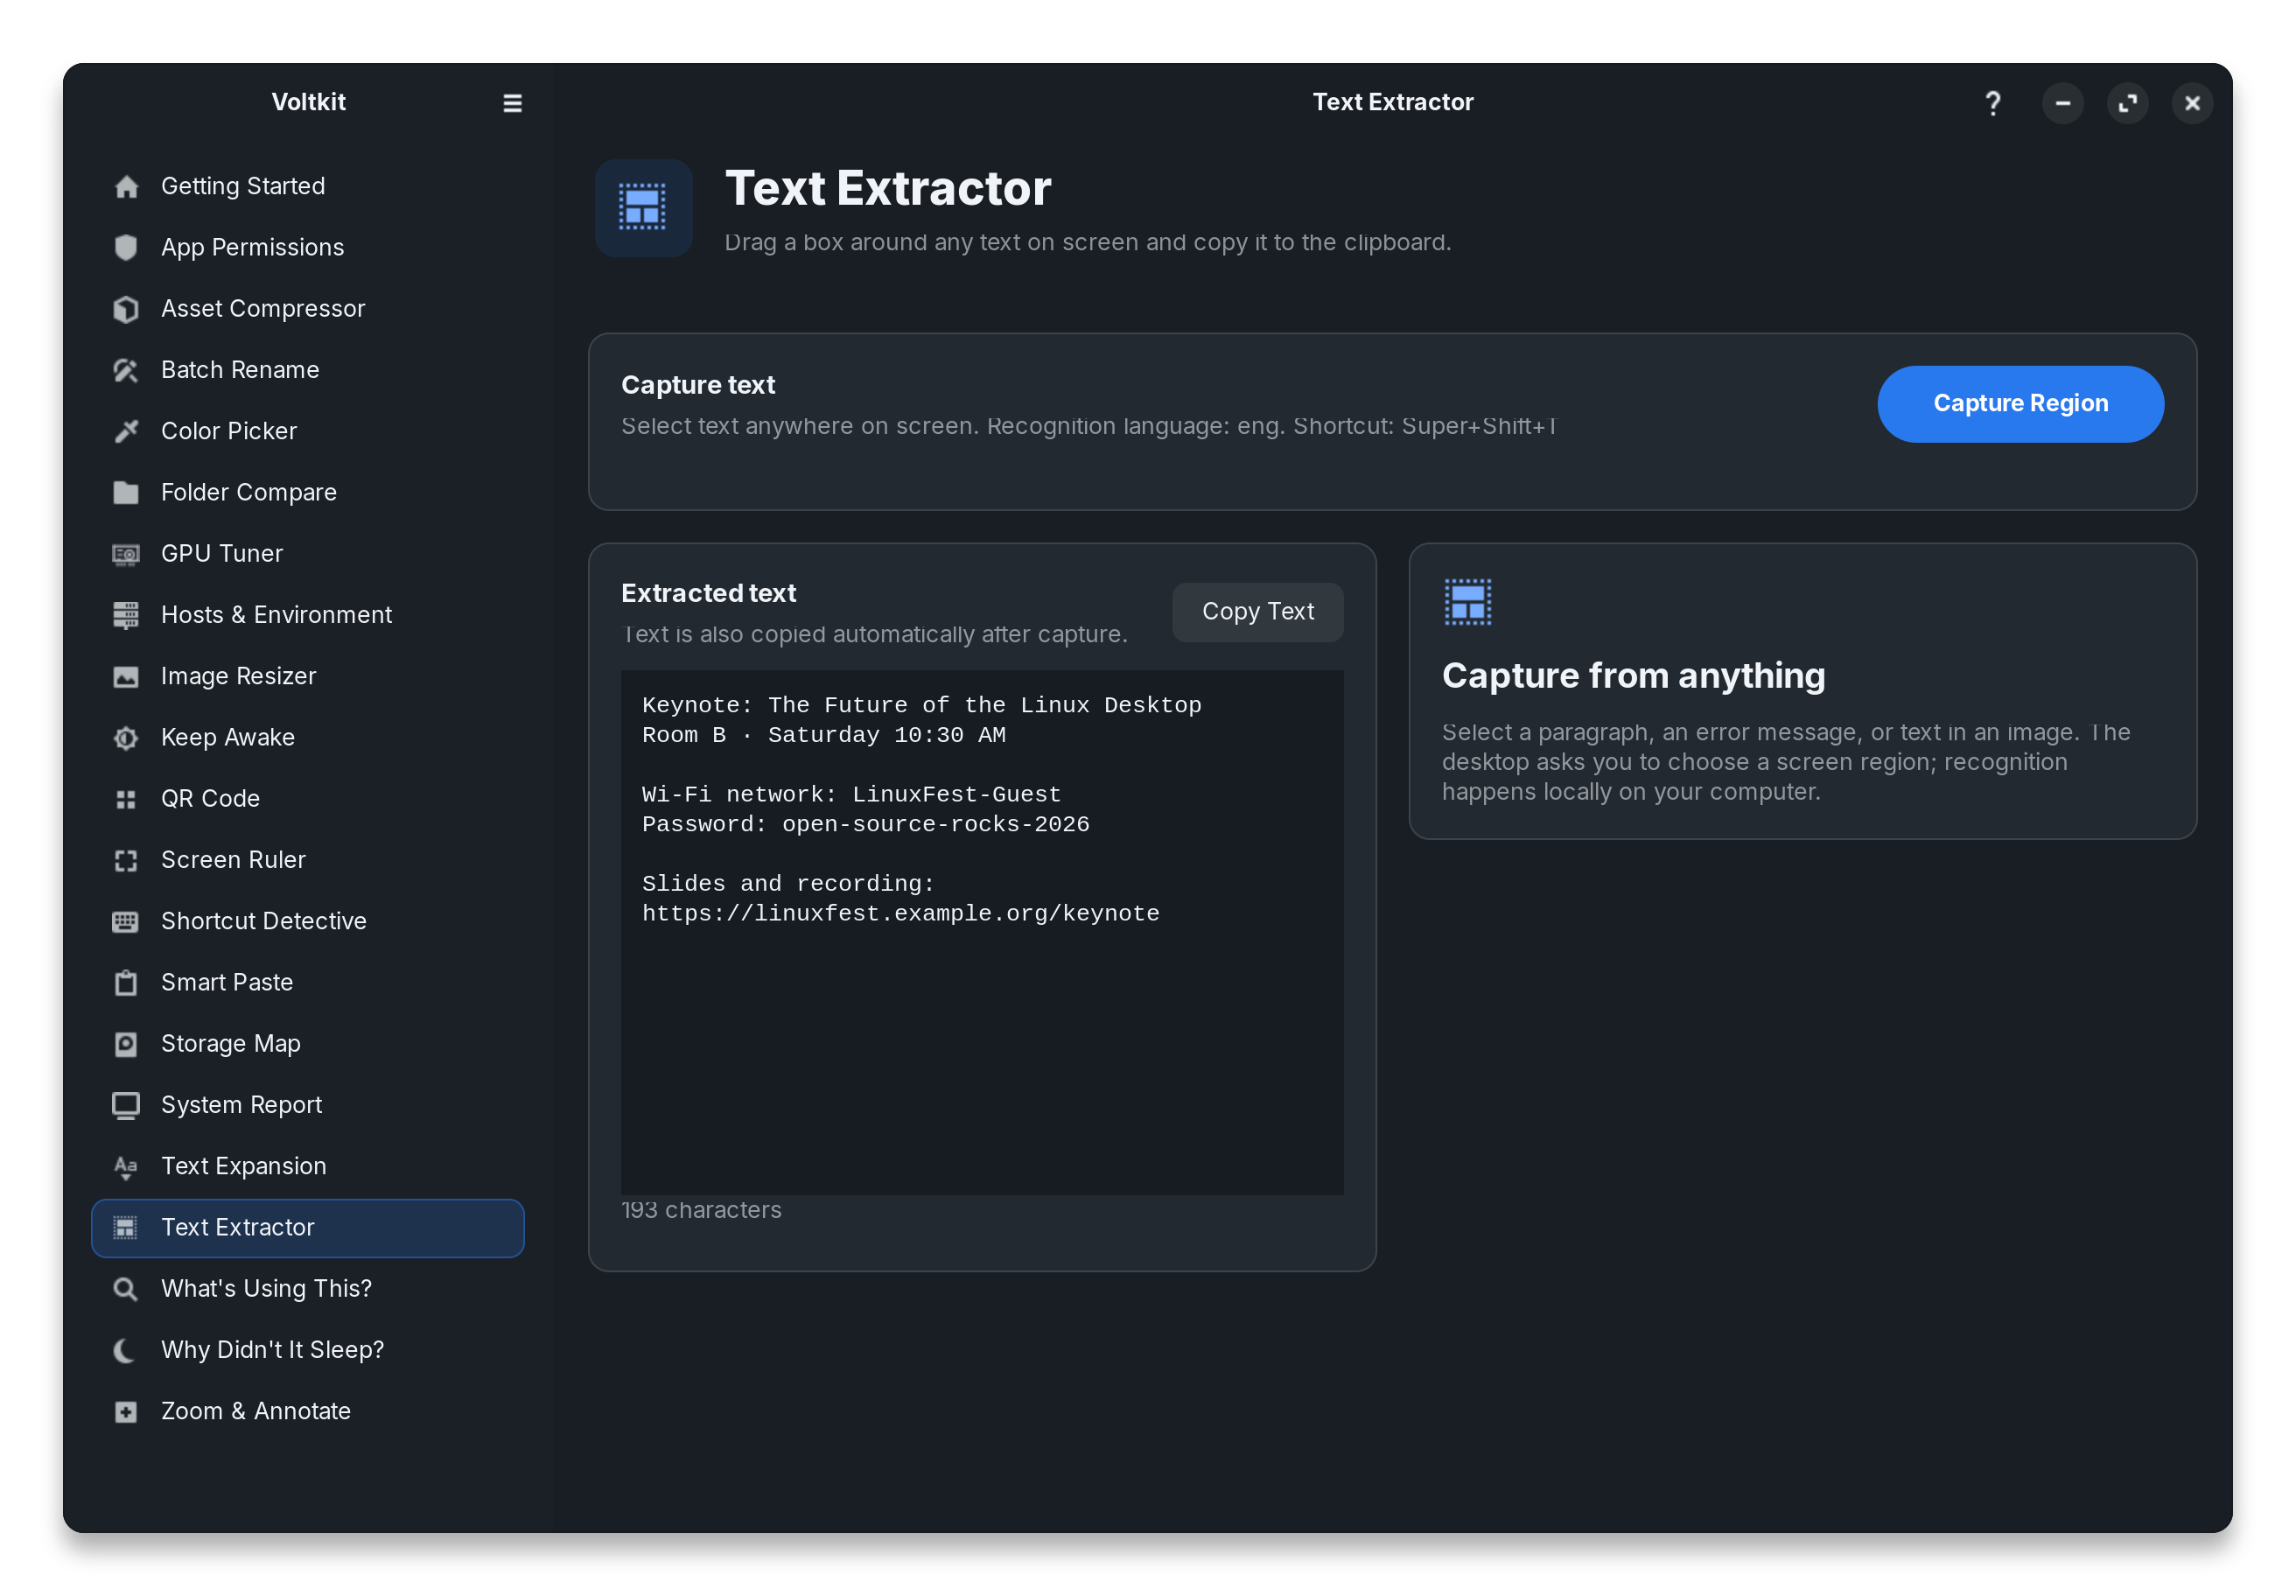 Voltkit
Text Extractor
?
Getting Started
App Permissions
Asset Compressor
Batch Rename
Color Picker
Folder Compare
GPU Tuner
Hosts & Environment
Image Resizer
Keep Awake
QR Code
Screen Ruler
Shortcut Detective
Smart Paste
Storage Map
System Report
Text Expansion
Text Extractor
What's Using This?
Why Didn't It Sleep?
Zoom & Annotate
Text Extractor
Drag a box around any text on screen and copy it to the clipboard.
Capture text
Select text anywhere on screen. Recognition language: eng. Shortcut: Super+Shift+T
Capture Region
Extracted text
Text is also copied automatically after capture.
Copy Text
Keynote: The Future of the Linux Desktop
Room B · Saturday 10:30 AM
Wi-Fi network: LinuxFest-Guest
Password: open-source-rocks-2026
Slides and recording:
https://linuxfest.example.org/keynote
193 characters
Capture from anything
Select a paragraph, an error message, or text in an image. The
desktop asks you to choose a screen region; recognition
happens locally on your computer.